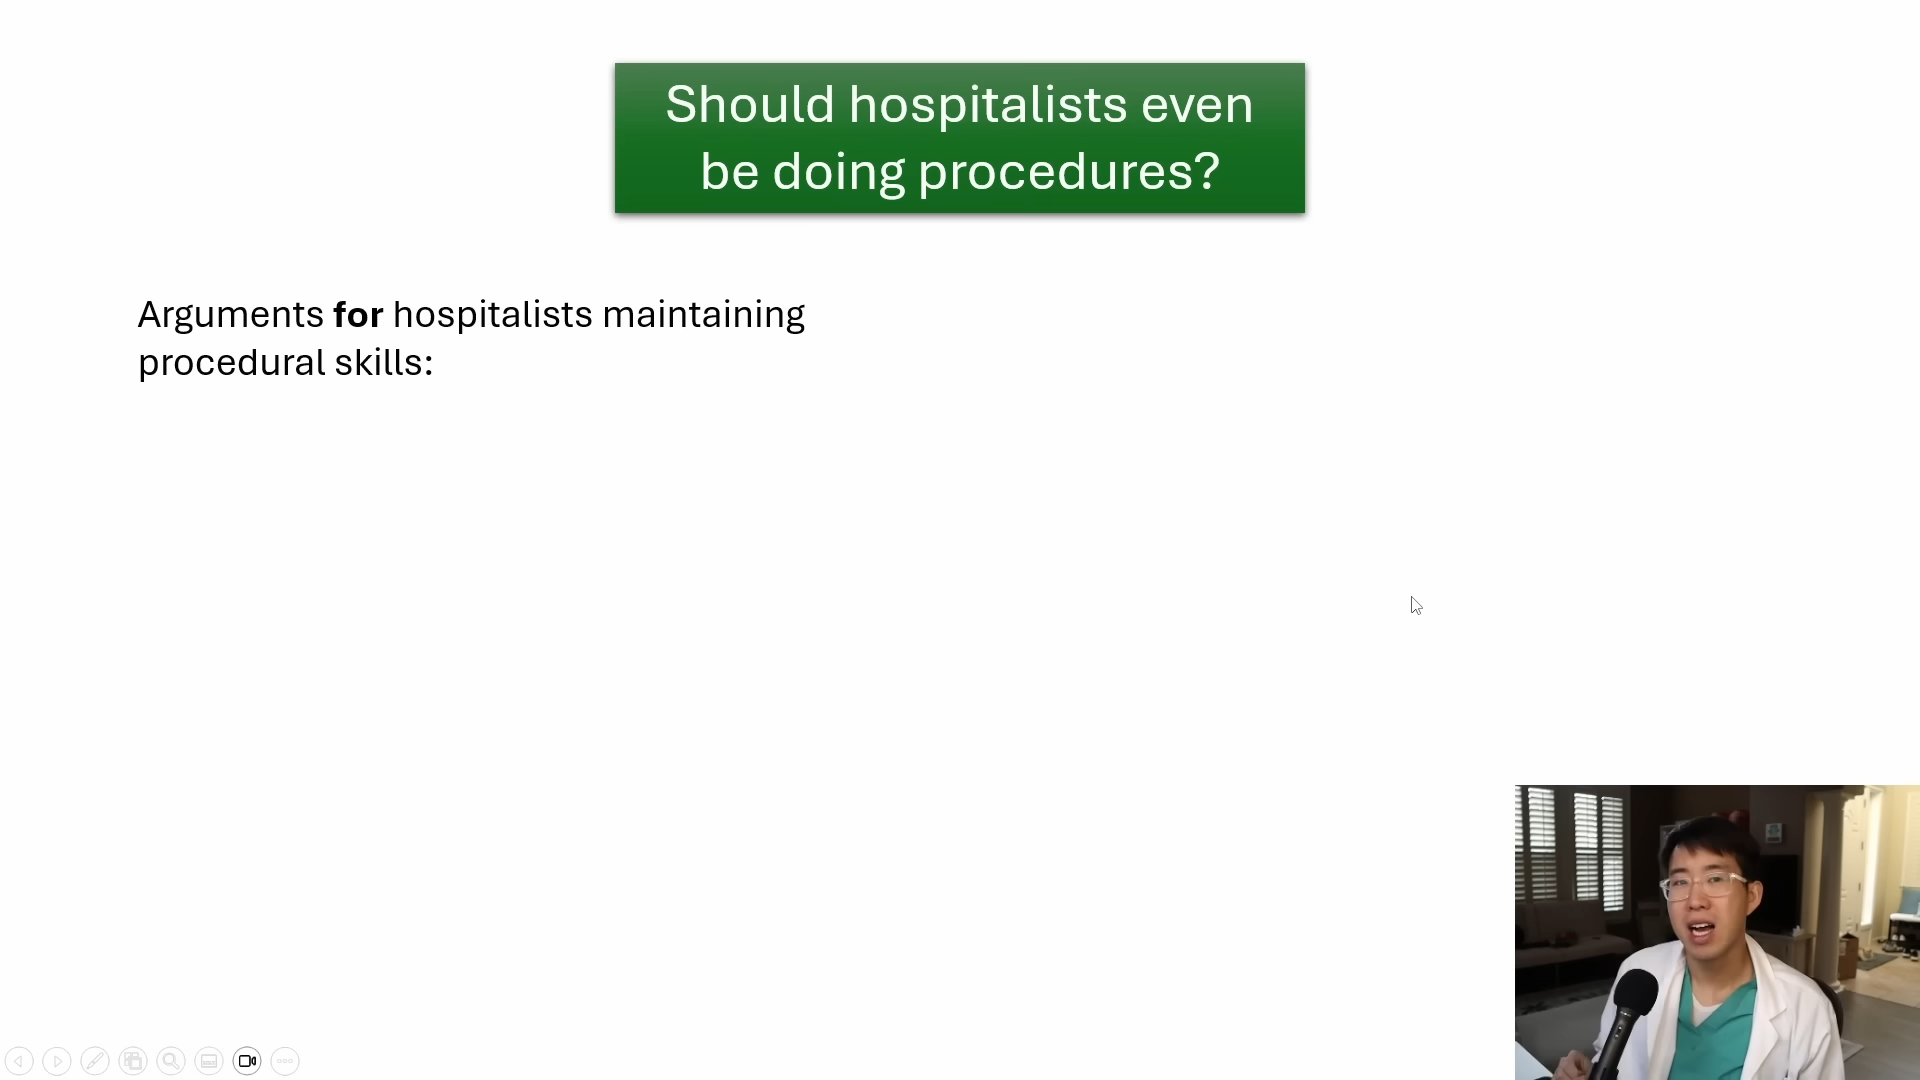 Should hospitalists even
be doing procedures?
Arguments for hospitalists maintaining
procedural skills: